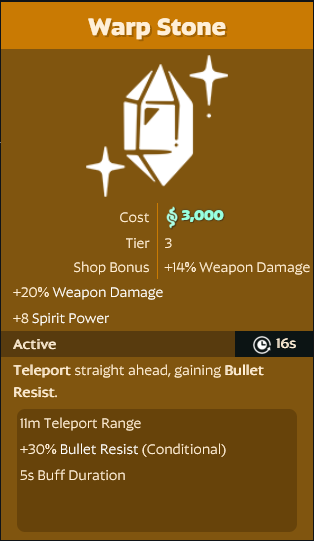 Warp Stone
Cost 3,000
Tier 3
Shop Bonus +14% Weapon Damage
+20% Weapon Damage
+8 Spirit Power
Active 16s
Teleport straight ahead, gaining Bullet
Resist.
11m Teleport Range
+30% Bullet Resist (Conditional)
5s Buff Duration